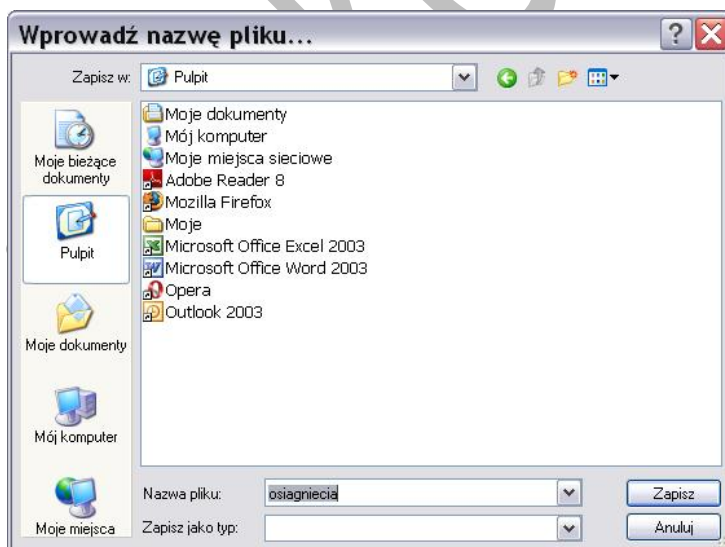 Wprowadź nazwę pliku...
Zapisz w:
Pulpit
Moje bieżące
dokumenty
Pulpit
Moje dokumenty
Mój komputer
Moje miejsca
Moje dokumenty
Mój komputer
Moje miejsca sieciowe
Adobe Reader 8
Mozilla Firefox
Moje
Microsoft Office Excel 2003
Microsoft Office Word 2003
Opera
Outlook 2003
Nazwa pliku:
osiagniecia
Zapisz
Zapisz jako typ:
Anuluj